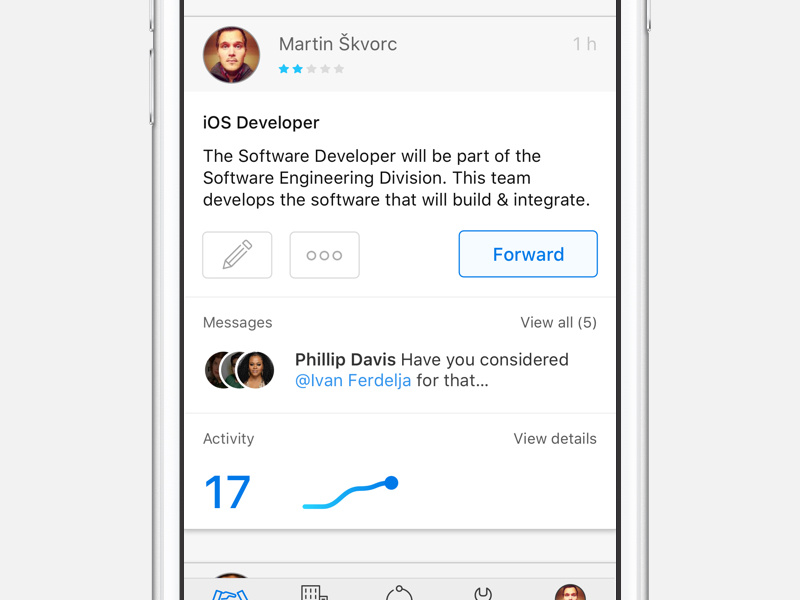 Martin Škvorc
1 h
iOS Developer
The Software Developer will be part of the
Software Engineering Division. This team
develops the software that will build & integrate.
Forward
Messages
View all (5)
Phillip Davis Have you considered
@Ivan Ferdelja for that...
Activity
View details
17